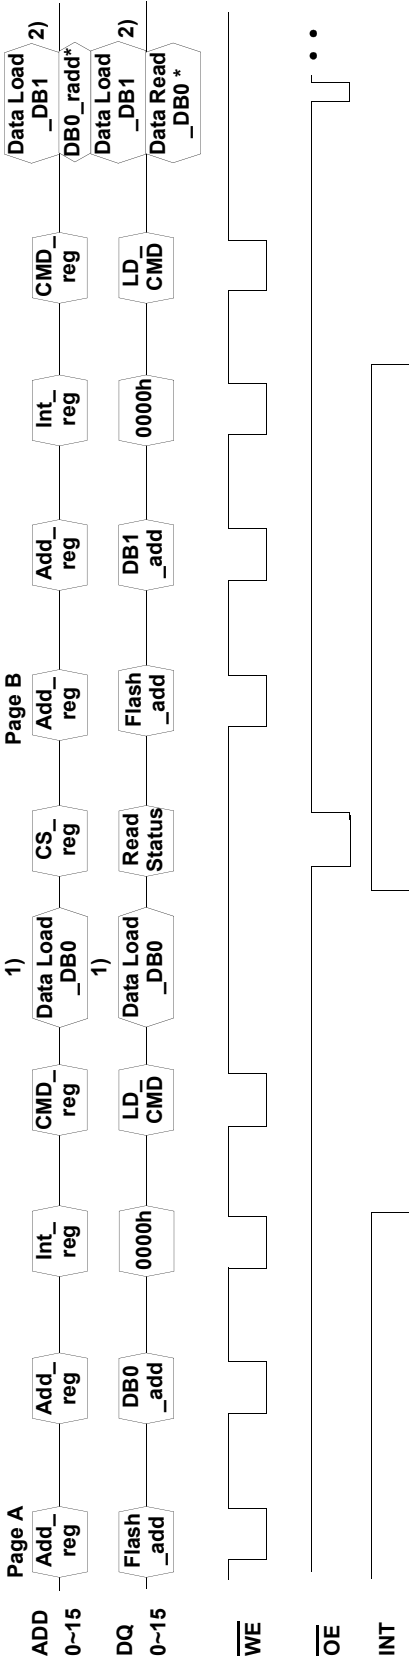 Page A
Page B
ADD
0~15
Add_
reg
Add_
reg
Int_
reg
CMD_
reg
1)
Data Load
_DB0
CS_
reg
Add_
reg
Add_
reg
Int_
reg
CMD_
reg
2)
Data Load
_DB1
DB0_radd*
DQ
0~15
Flash
_add
DB0
_add
0000h
LD_
CMD
1)
Data Load
_DB0
Read
Status
Flash
_add
DB1
_add
0000h
LD_
CMD
2)
Data Load
_DB1
Data Read
_DB0 *
WE
OE
INT